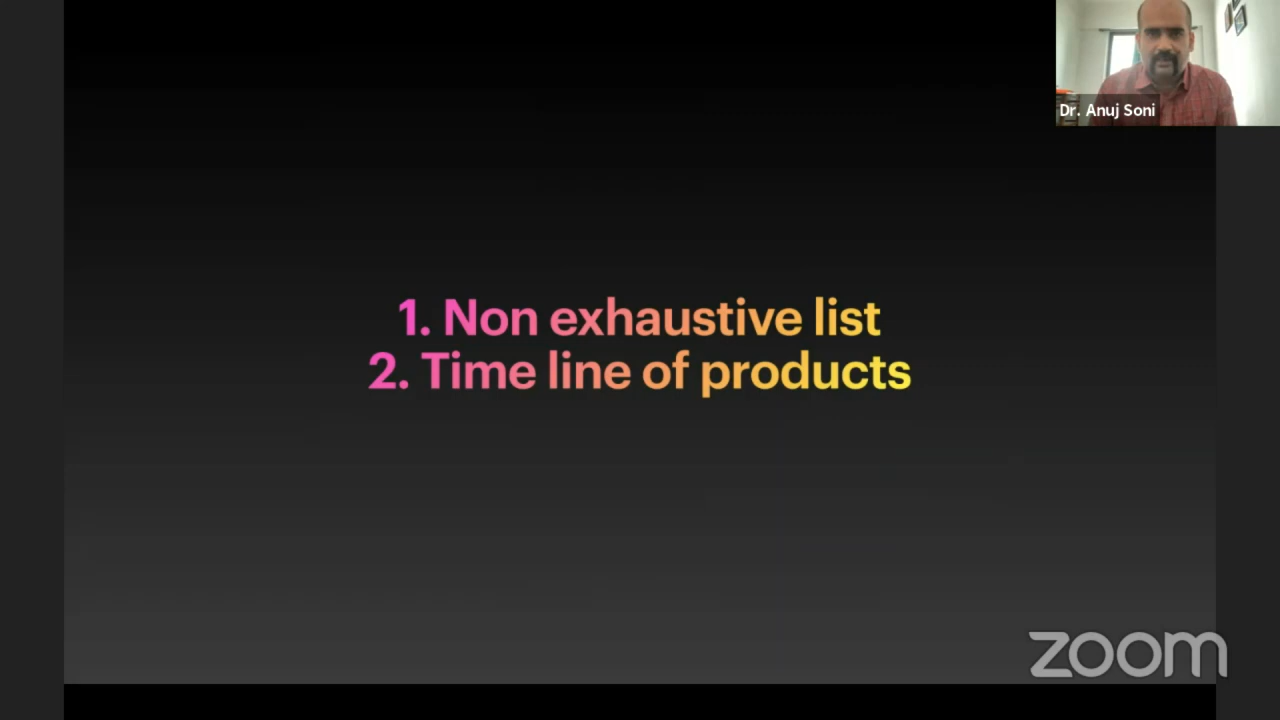 Dr. Anuj Soni
1. Non exhaustive list
2. Time line of products
zoom